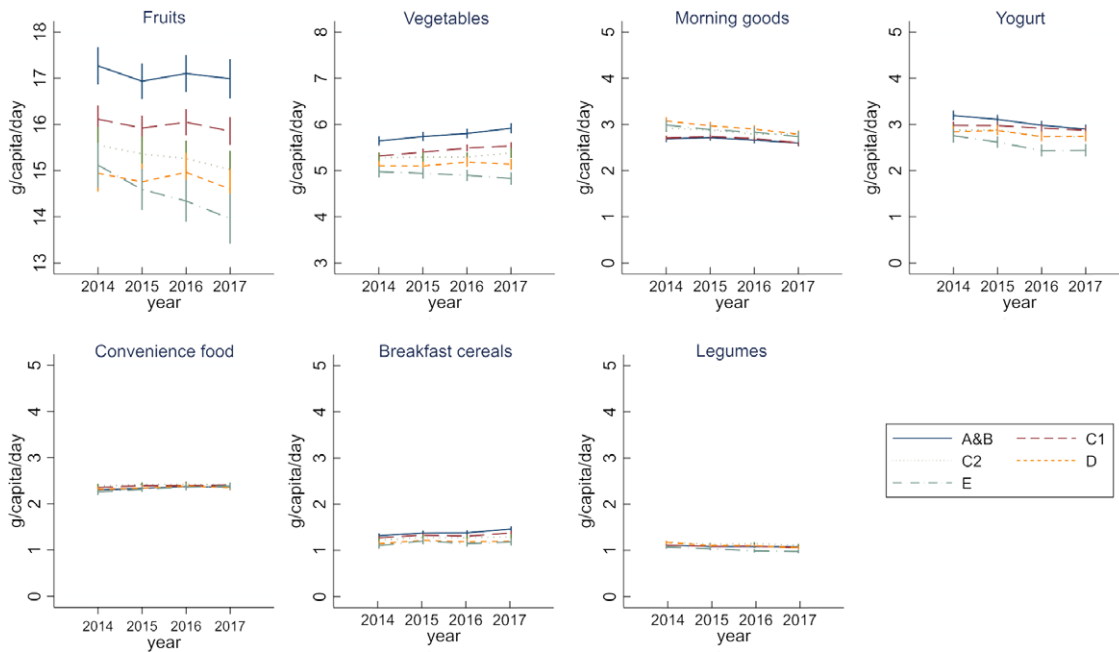 Fruits
g/capita/day
18
17
16
15
14
13
2014 2015 2016 2017
year
Vegetables
g/capita/day
8
7
6
5
4
3
2014 2015 2016 2017
year
Morning goods
g/capita/day
5
4
3
2
1
0
2014 2015 2016 2017
year
Yogurt
g/capita/day
5
4
3
2
1
0
2014 2015 2016 2017
year
Convenience food
g/capita/day
5
4
3
2
1
0
2014 2015 2016 2017
year
Breakfast cereals
g/capita/day
5
4
3
2
1
0
2014 2015 2016 2017
year
Legumes
g/capita/day
5
4
3
2
1
0
2014 2015 2016 2017
year
A&B C1
C2 D
E